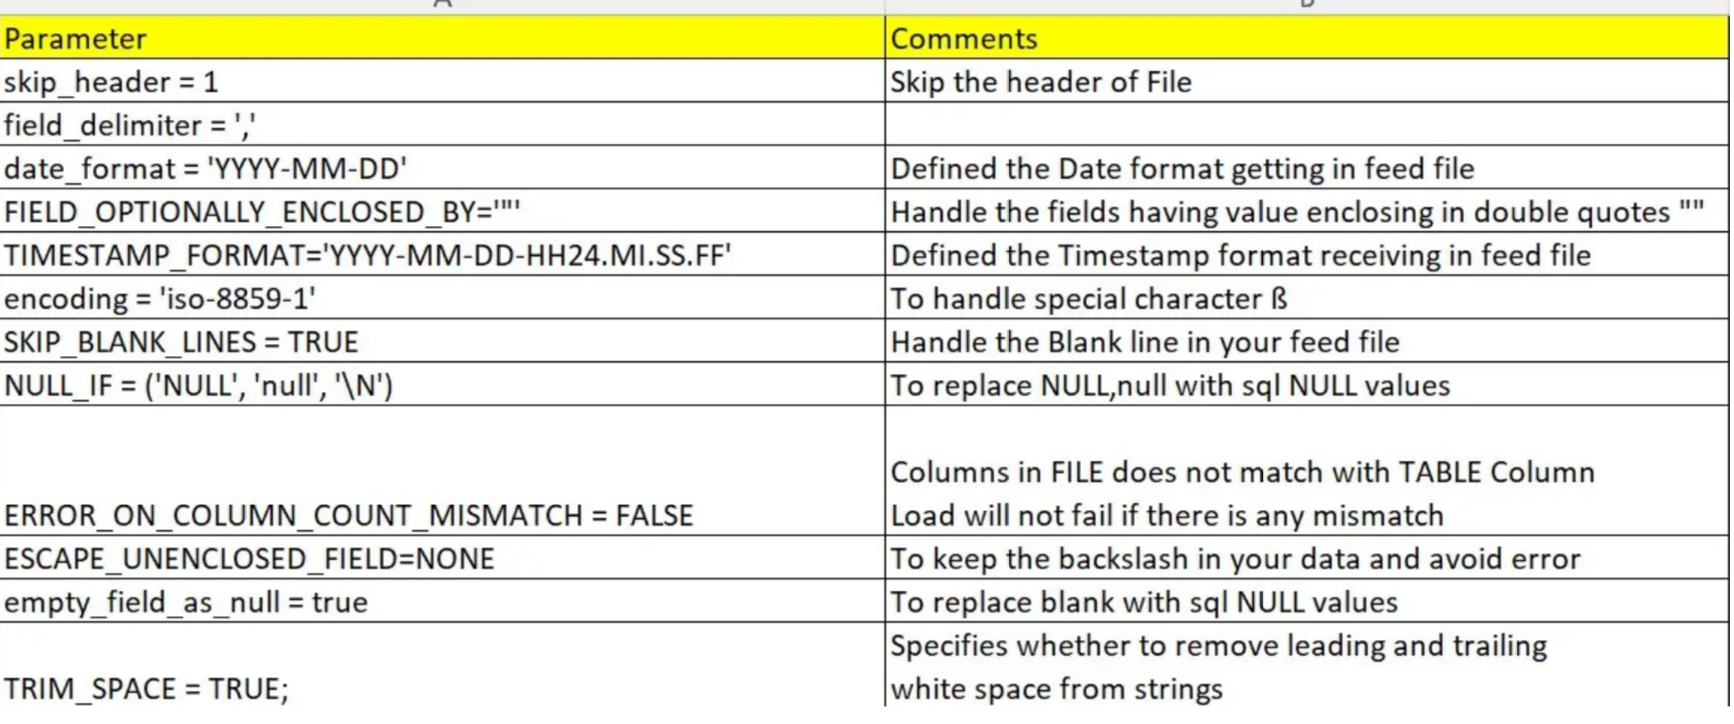 Parameter Comments
skip_header = 1 Skip the header of File
field_delimiter = ','
date_format = 'YYYY-MM-DD' Defined the Date format getting in feed file
FIELD_OPTIONALLY_ENCLOSED_BY='"' Handle the fields having value enclosing in double quotes ""
TIMESTAMP_FORMAT='YYYY-MM-DD-HH24.MI.SS.FF' Defined the Timestamp format receiving in feed file
encoding = 'iso-8859-1' To handle special character ß
SKIP_BLANK_LINES = TRUE Handle the Blank line in your feed file
NULL_IF = ('NULL', 'null', '\N') To replace NULL,null with sql NULL values
Columns in FILE does not match with TABLE Column
ERROR_ON_COLUMN_COUNT_MISMATCH = FALSE Load will not fail if there is any mismatch
ESCAPE_UNENCLOSED_FIELD=NONE To keep the backslash in your data and avoid error
empty_field_as_null = true To replace blank with sql NULL values
Specifies whether to remove leading and trailing
TRIM_SPACE = TRUE; white space from strings